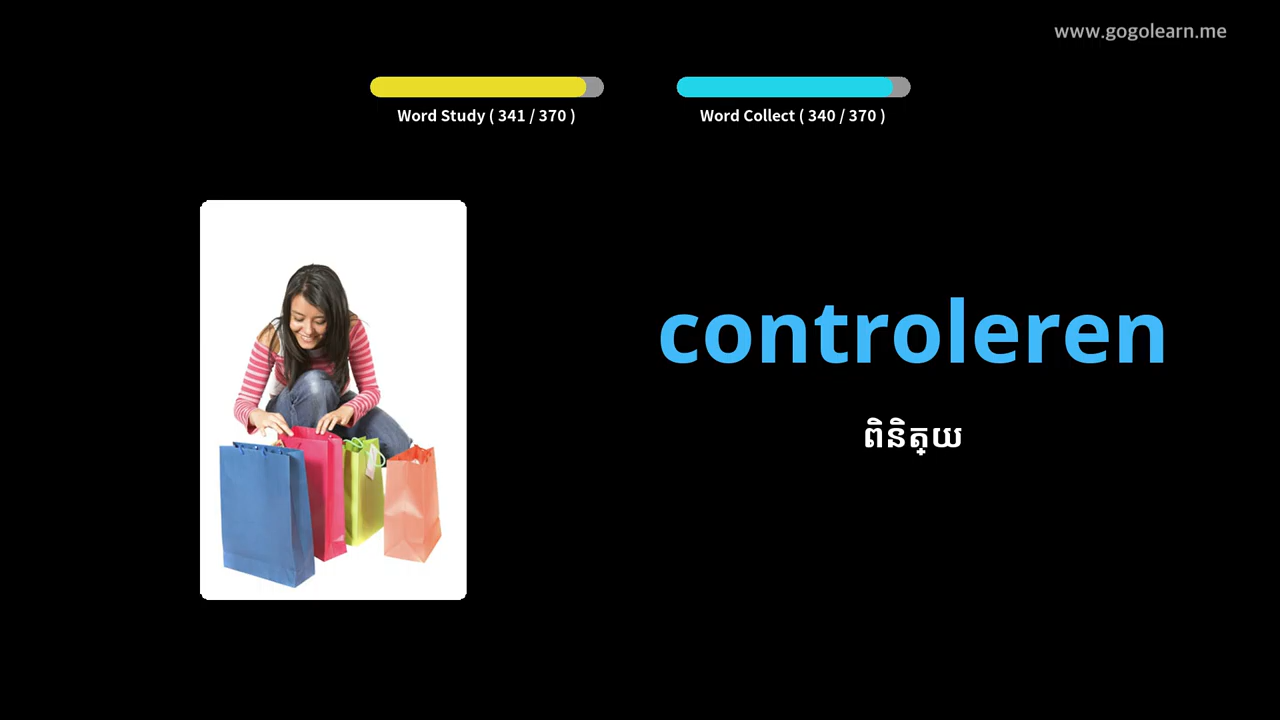 www.gogolearn.me
Word Study ( 341 / 370 )
Word Collect ( 340 / 370 )
controleren
ពិនិត្យ